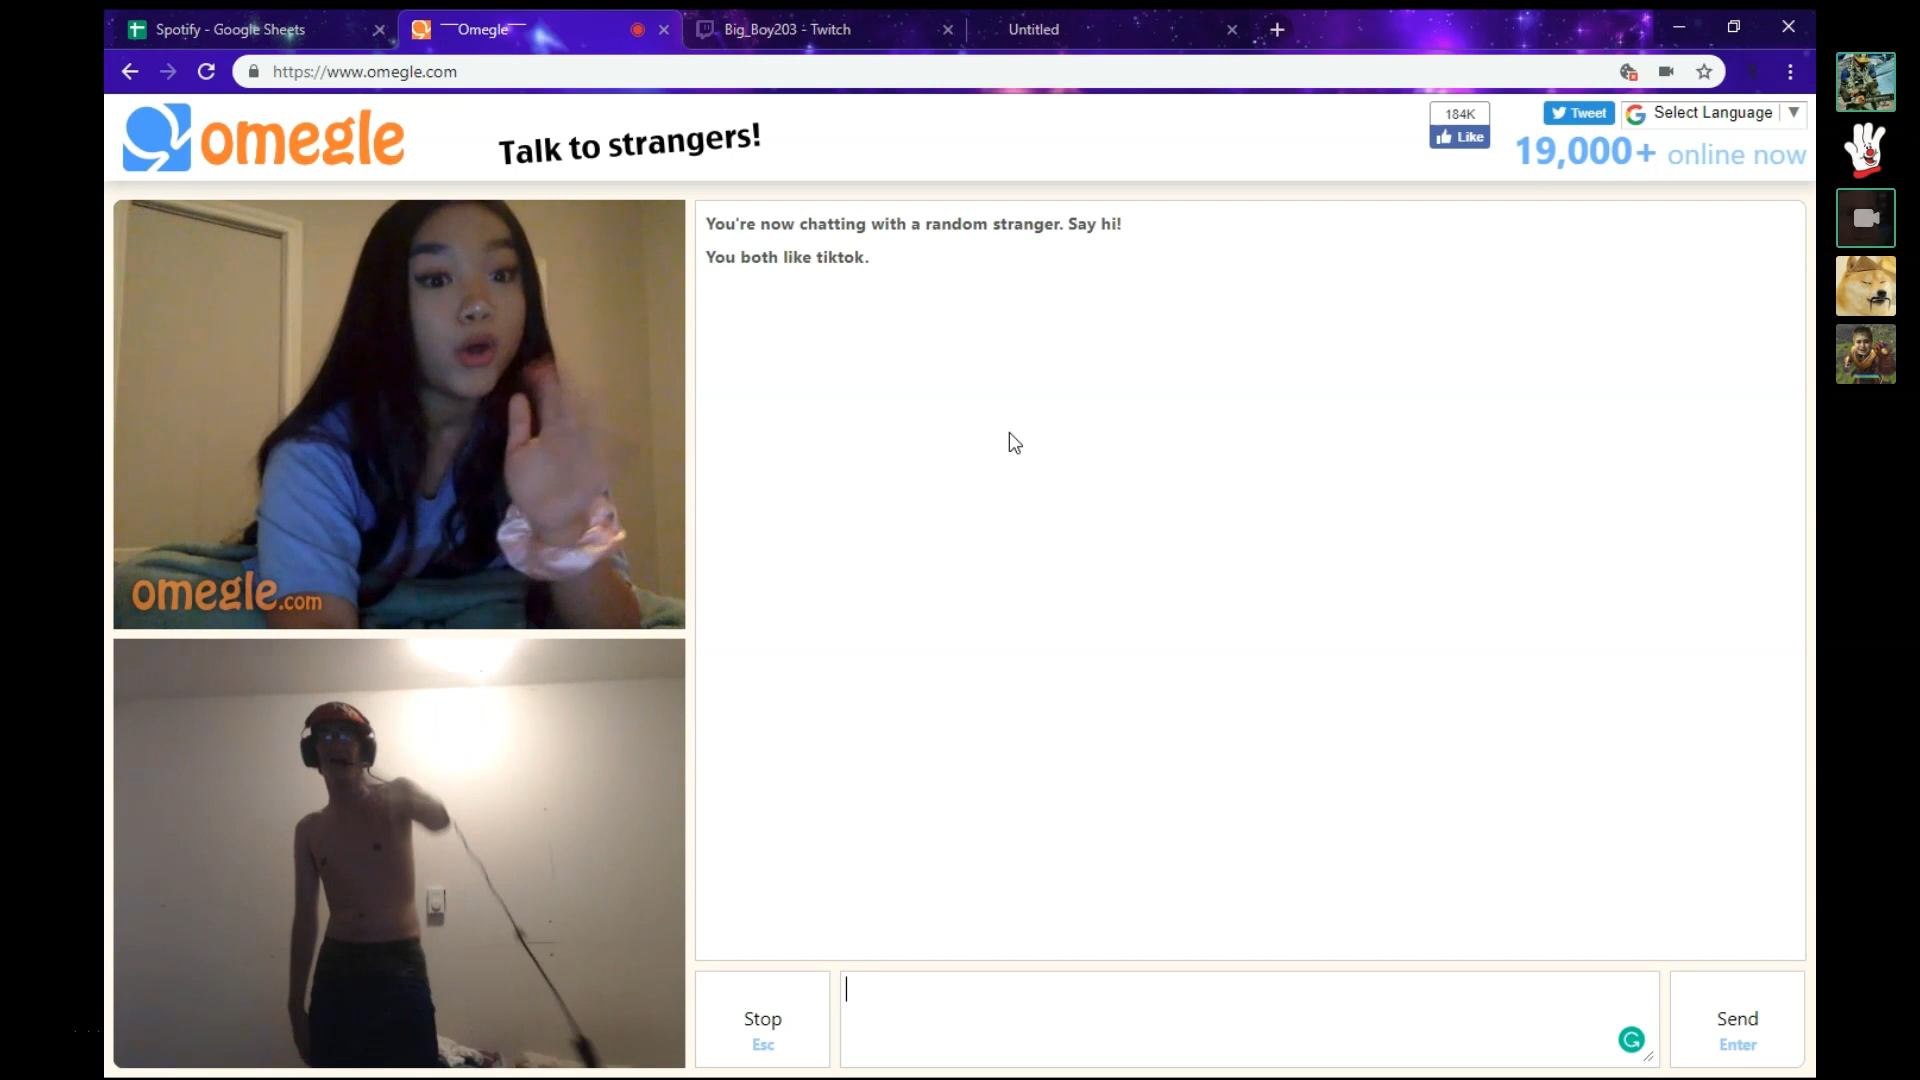 Spotify - Google Sheets
Omegle
Big_Boy203 - Twitch
Untitled
https://www.omegle.com
omegle
Talk to strangers!
184K
Like
Tweet
Select Language
19,000+ online now
You're now chatting with a random stranger. Say hi!
You both like tiktok.
omegle.com
Stop
Esc
Send
Enter